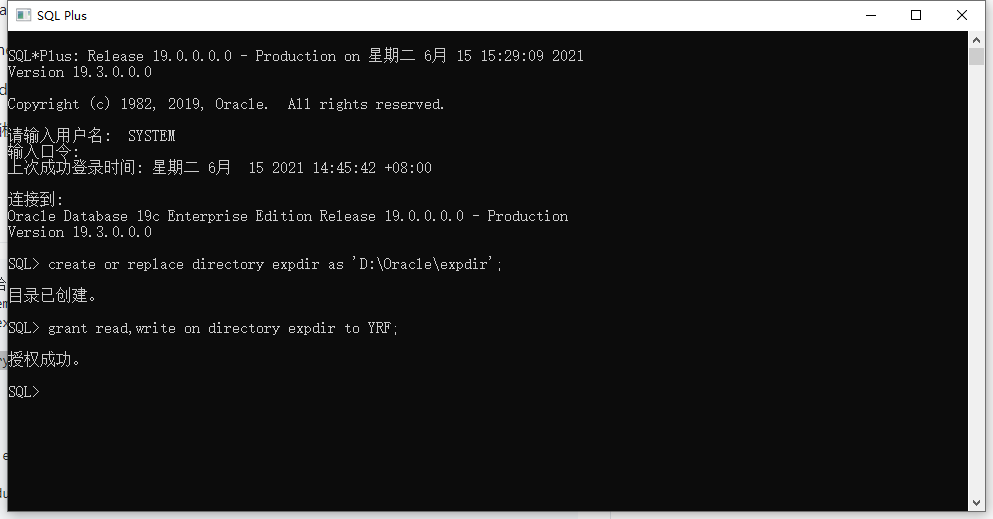 SQL Plus
SQL*Plus: Release 19.0.0.0.0 - Production on 星期二 6月 15 15:29:09 2021
Version 19.3.0.0.0
Copyright (c) 1982, 2019, Oracle.  All rights reserved.
请输入用户名:  SYSTEM
输入口令:
上次成功登录时间: 星期二 6月  15 2021 14:45:42 +08:00
连接到:
Oracle Database 19c Enterprise Edition Release 19.0.0.0.0 - Production
Version 19.3.0.0.0
SQL> create or replace directory expdir as 'D:\Oracle\expdir';
目录已创建。
SQL> grant read,write on directory expdir to YRF;
授权成功。
SQL>